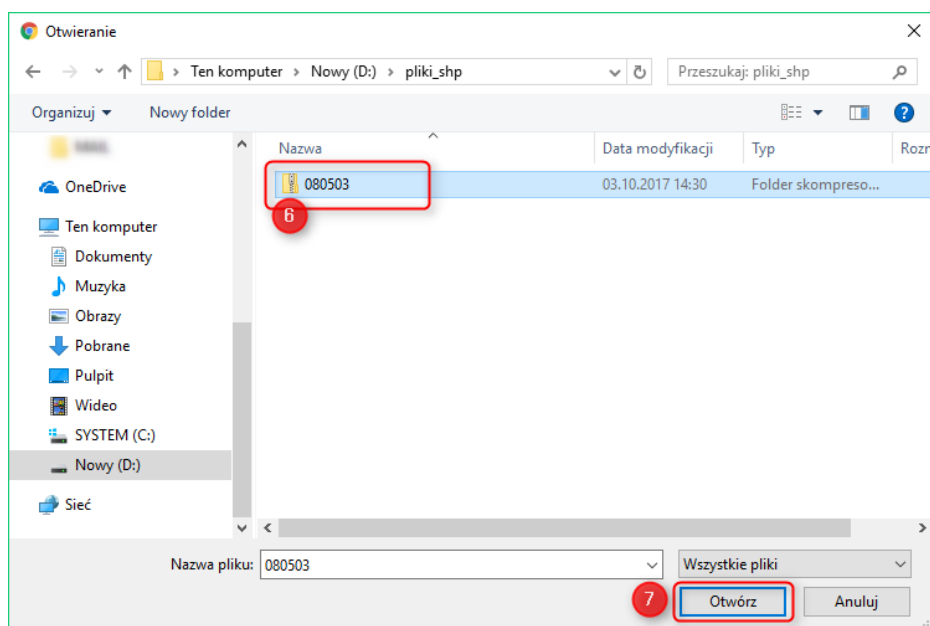 Otwieranie
Ten komputer > Nowy (D:) > pliki_shp
Przeszukaj: pliki_shp
Organizuj
Nowy folder
?
Nazwa
Data modyfikacji
Typ
080503
03.10.2017 14:30
Folder skompreso...
6
OneDrive
Ten komputer
Dokumenty
Muzyka
Obrazy
Pobrane
Pulpit
Wideo
SYSTEM (C:)
Nowy (D:)
Sieć
Nazwa pliku:
080503
Wszystkie pliki
7
Otwórz
Anuluj